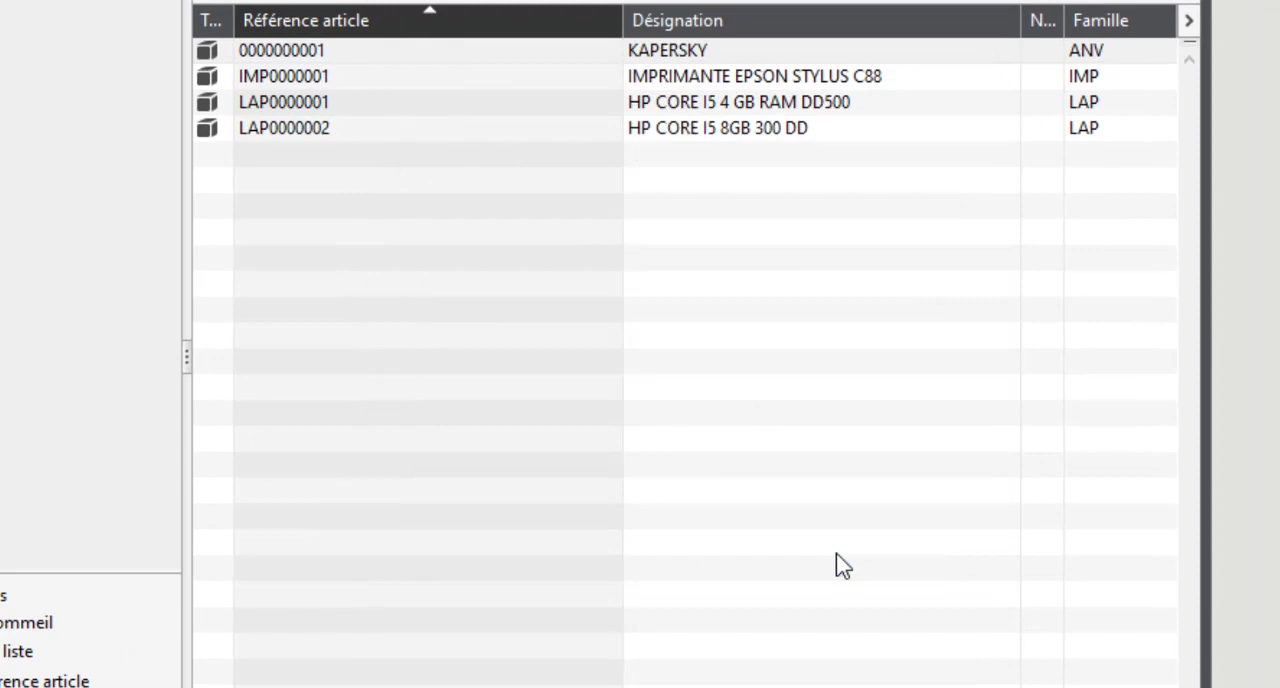 T... Référence article Désignation N... Famille
0000000001 KAPERSKY ANV
IMP0000001 IMPRIMANTE EPSON STYLUS C88 IMP
LAP0000001 HP CORE I5 4 GB RAM DD500 LAP
LAP0000002 HP CORE I5 8GB 300 DD LAP
s
ommeil
liste
rence article